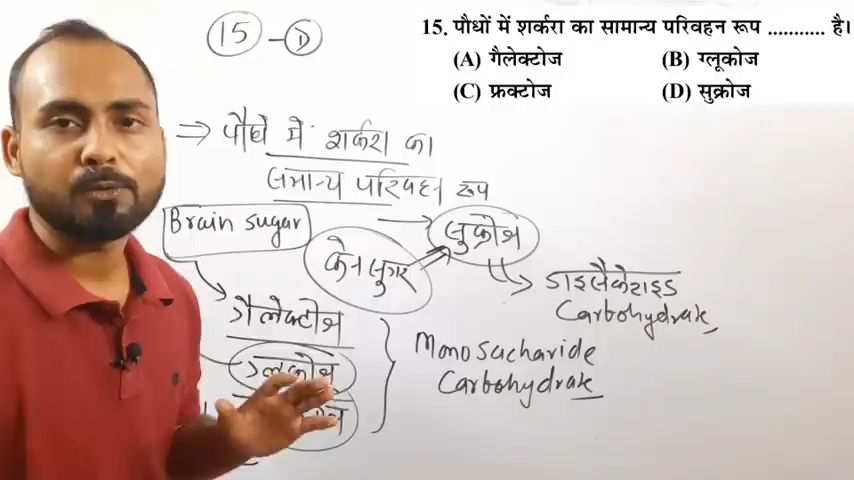 15. पौधों में शर्करा का सामान्य परिवहन रूप ........... है।
(A) गैलेक्टोज (B) ग्लूकोज
(C) फ्रक्टोज (D) सुक्रोज
15 – D
⇒ पौधे में शर्करा का
सामान्य परिवहन रूप
→ सुक्रोज
Brain sugar
केन सुगर
डाइसैकेराइड
Carbohydrate
गैलेक्टोज
Monosacharide
ग्लूकोज
Carbohydrate